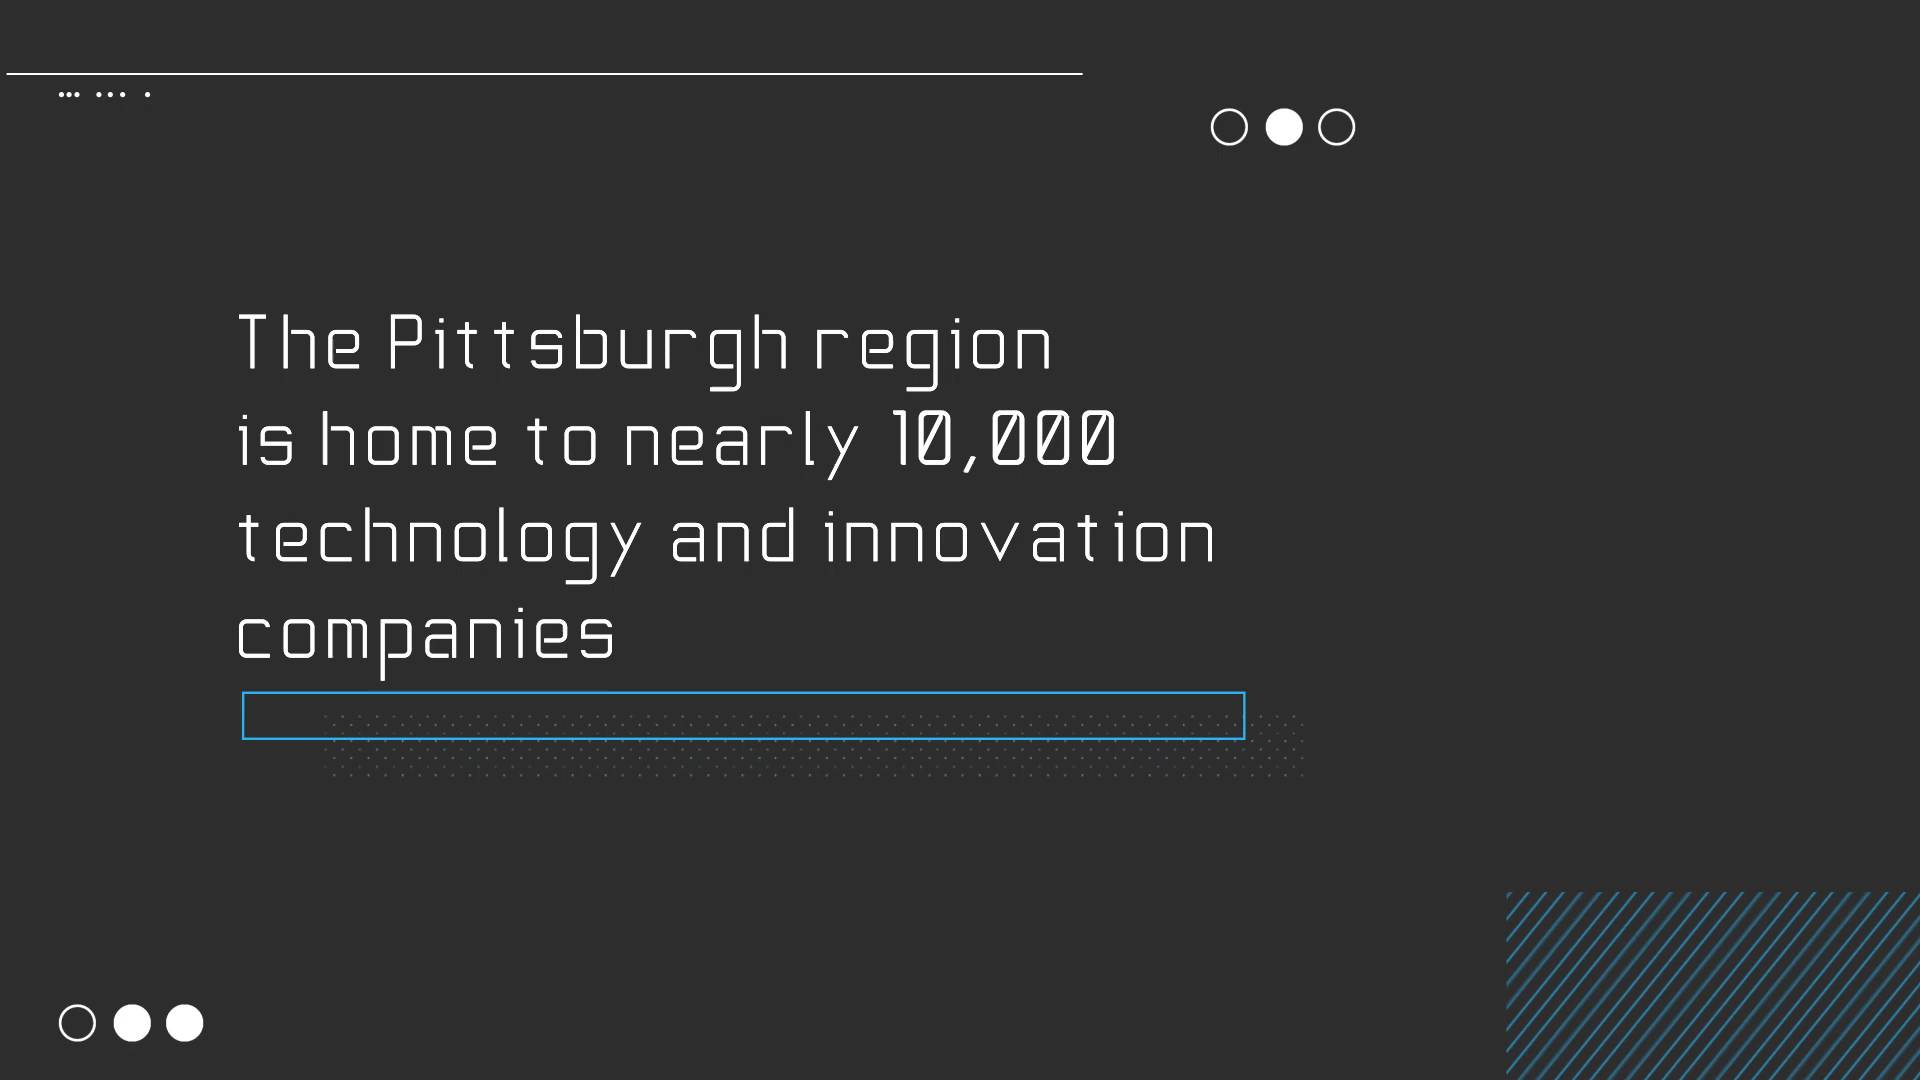 The Pittsburgh region
is home to nearly 10,000
technology and innovation
companies